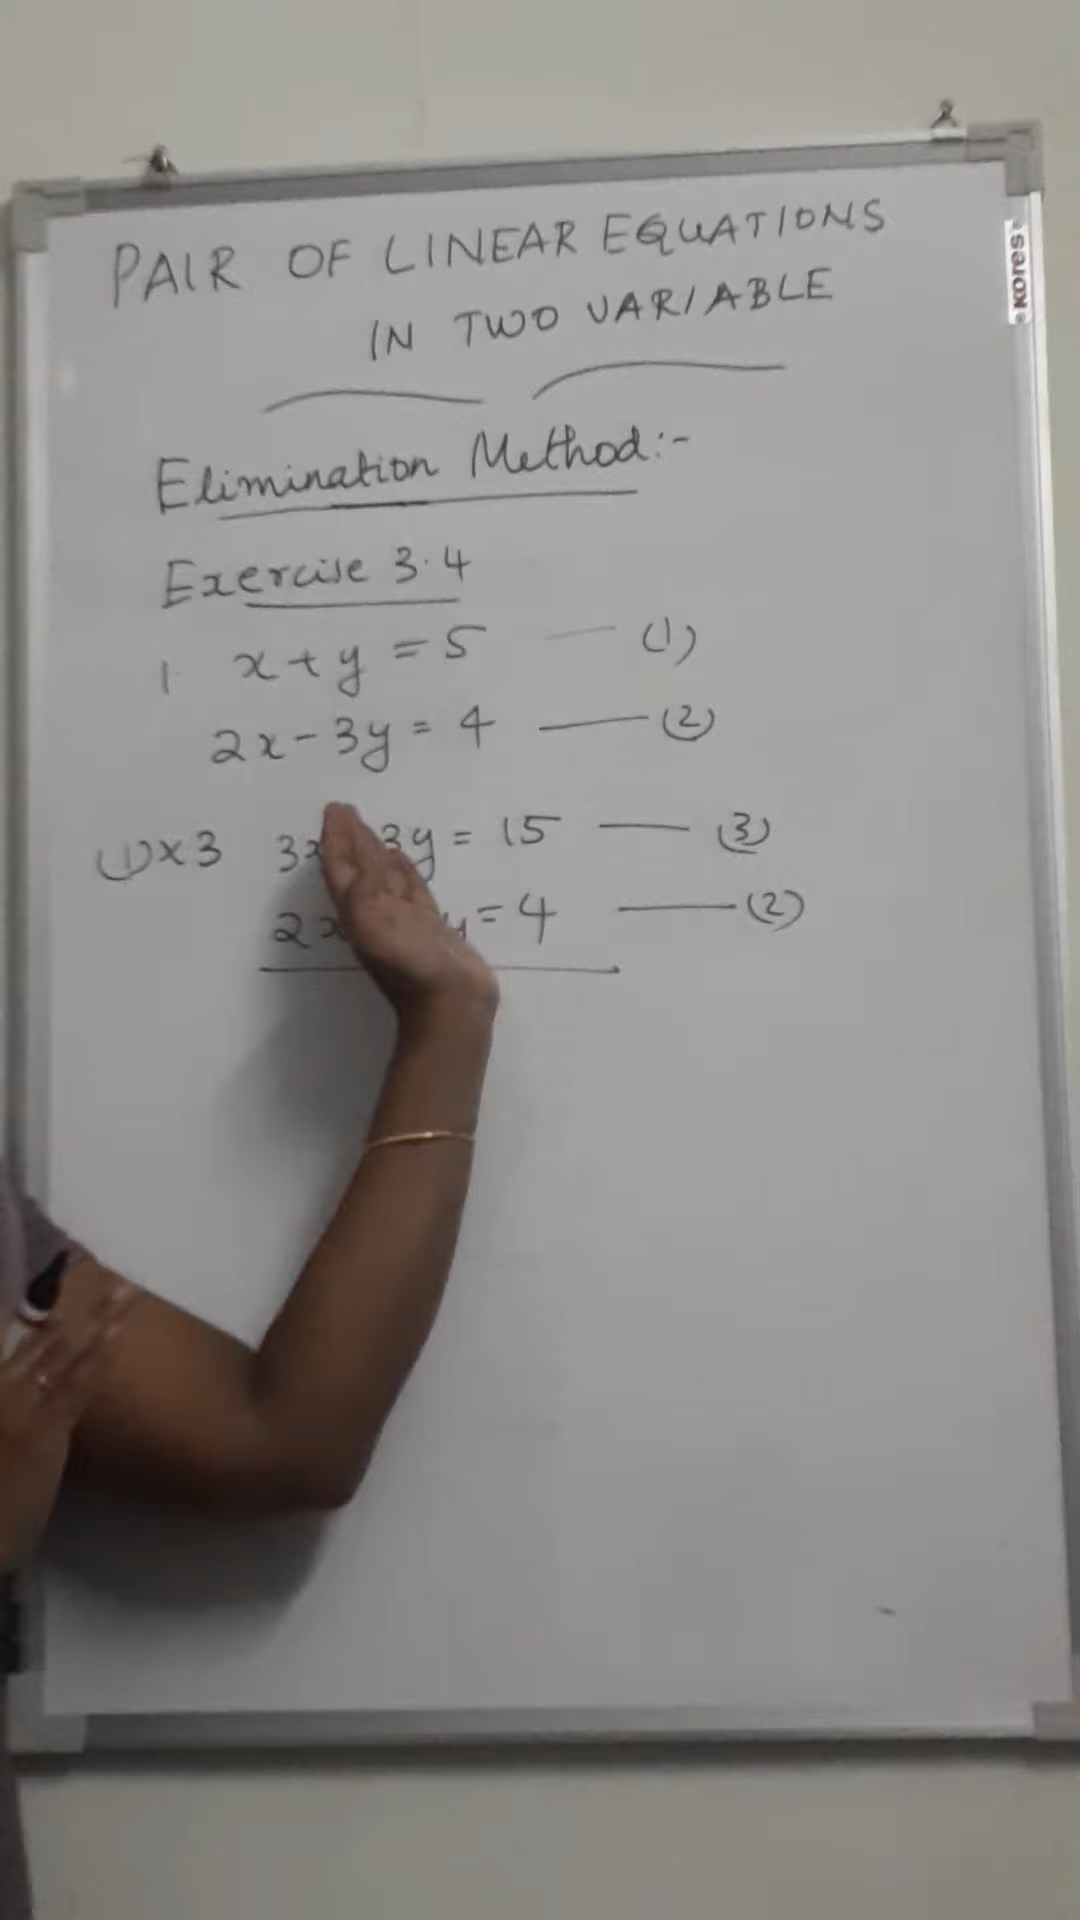 PAIR OF LINEAR EQUATIONS
IN TWO VARIABLE
KORES
Elimination Method:-
Exercise 3.4
1 x + y = 5 — (1)
2x - 3y = 4 — (2)
(1) x 3 3x 3y = 15 — (3)
2x y = 4 — (2)